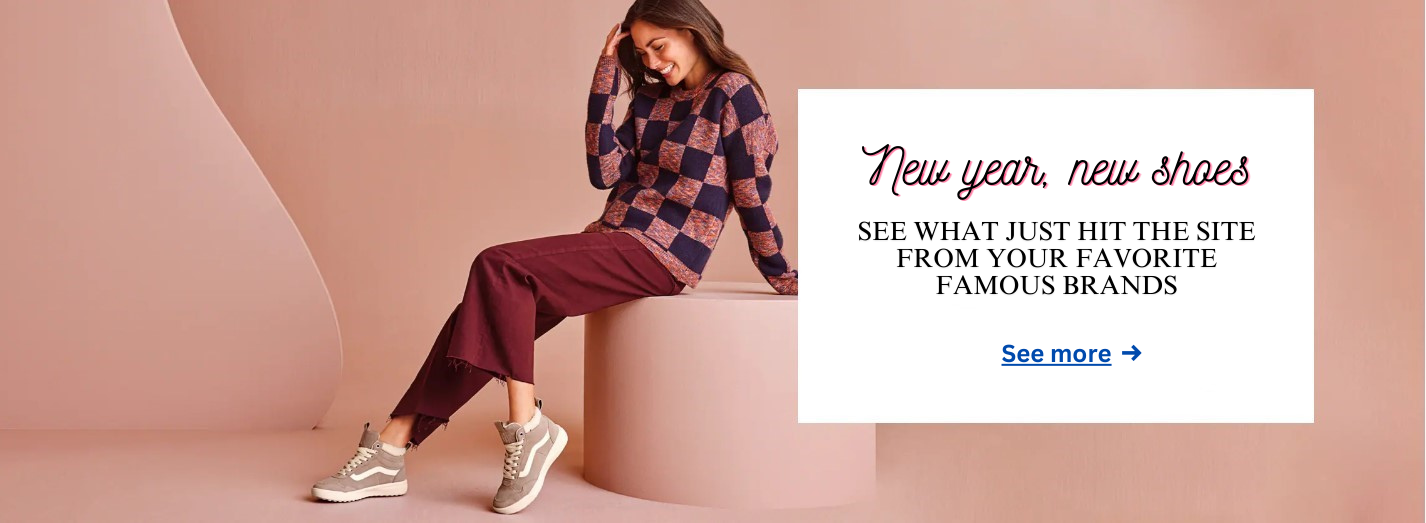 New year, new shoes
SEE WHAT JUST HIT THE SITE
FROM YOUR FAVORITE
FAMOUS BRANDS
See more →